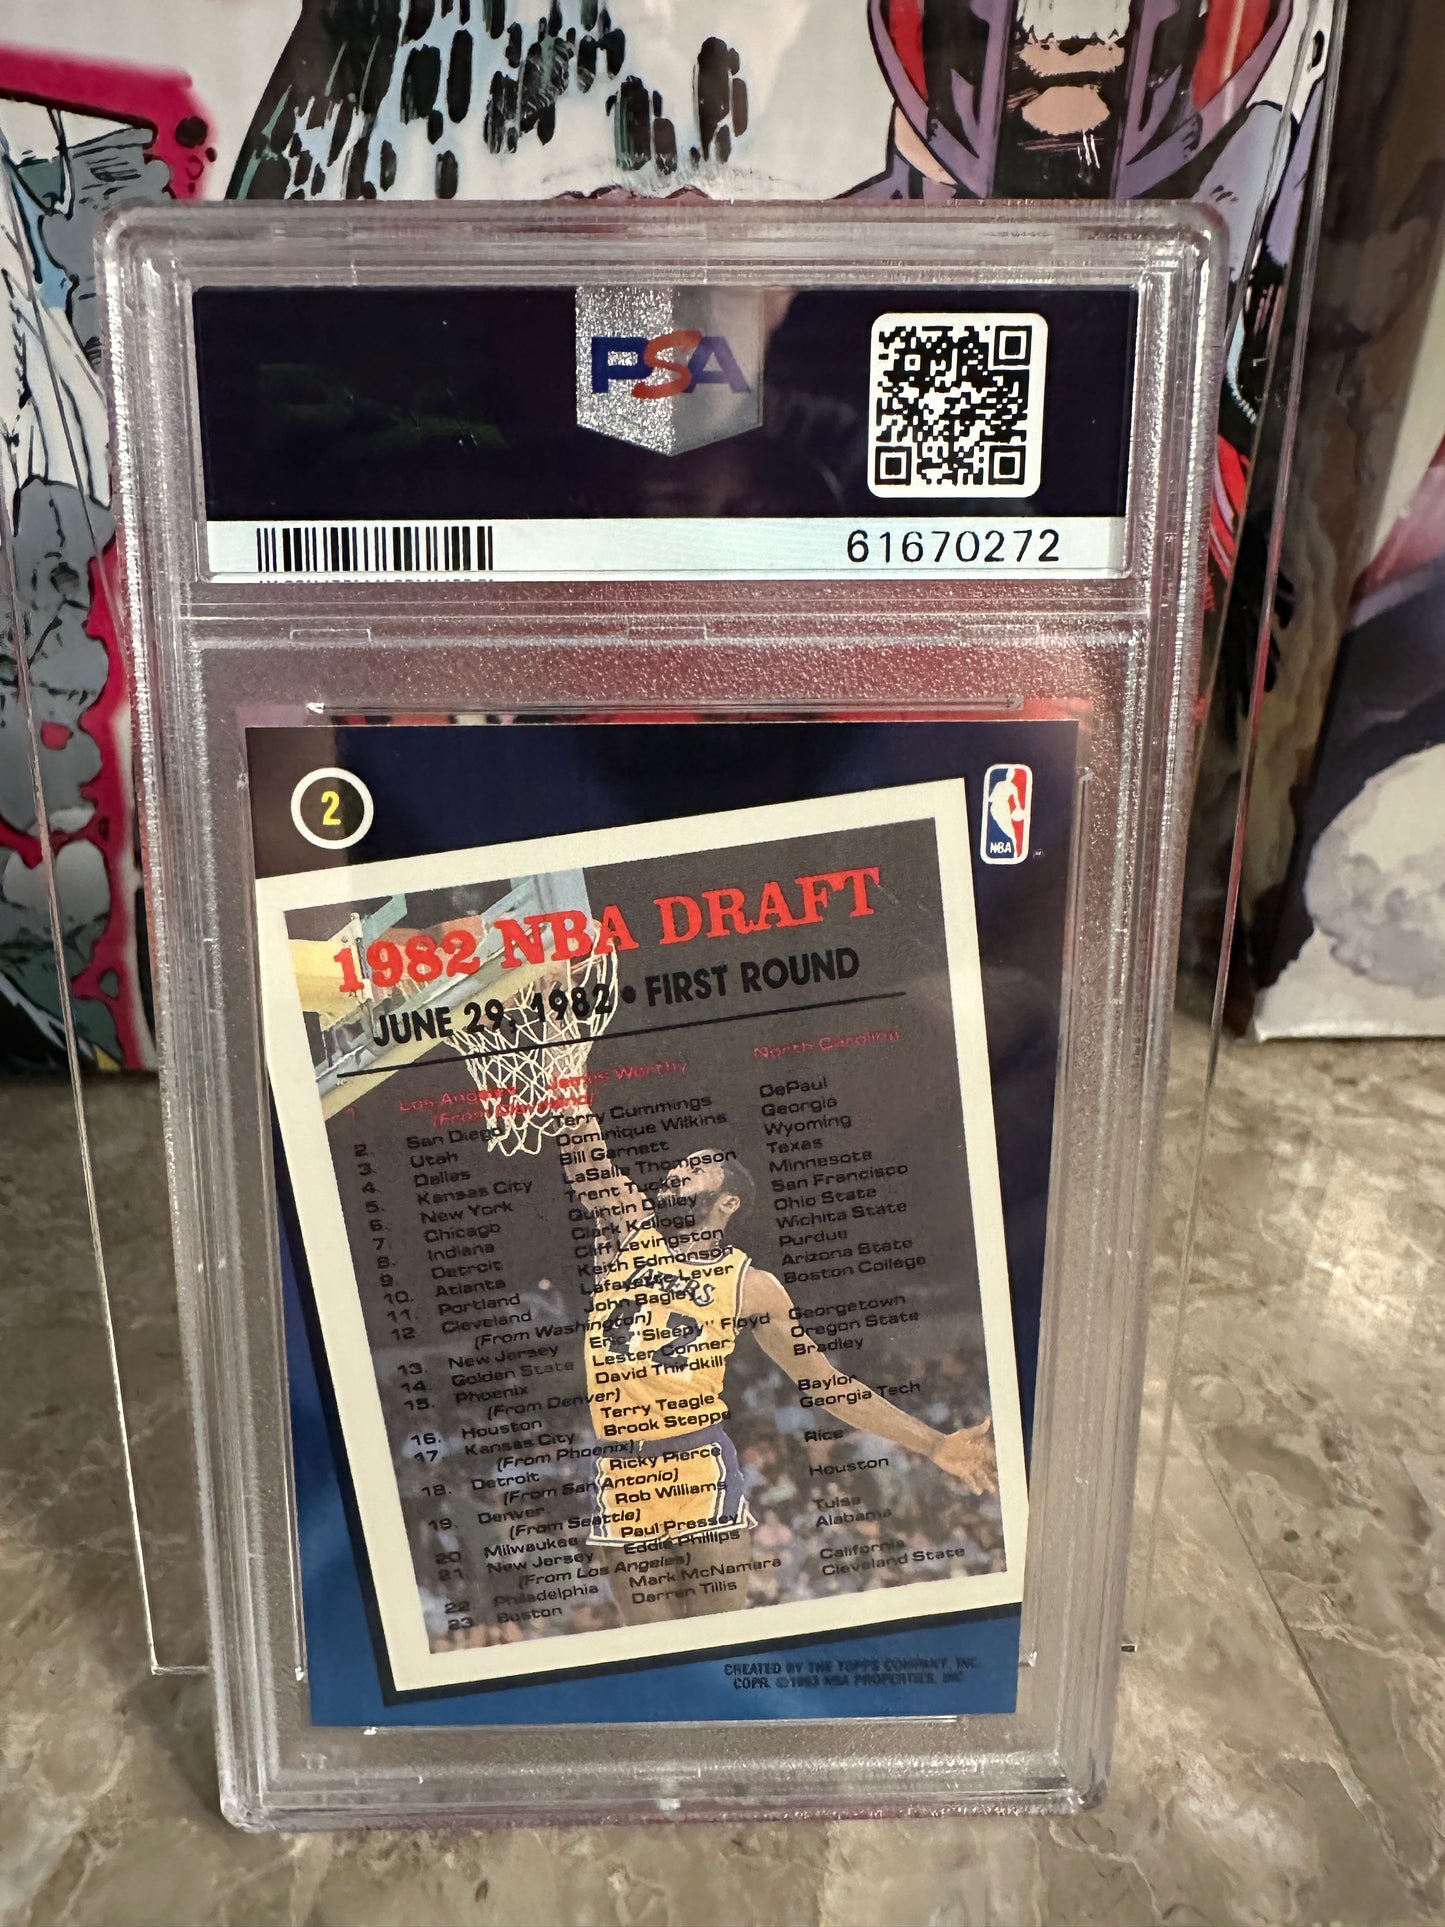 PSA
61670272
2
NBA
1982 NBA DRAFT
JUNE 29, 1982 • FIRST ROUND
1. Los Angeles James Worthy North Carolina
(From Cleveland)
2. San Diego Terry Cummings DePaul
3. Utah Dominique Wilkins Georgia
4. Dallas Bill Garnett Wyoming
5. Kansas City LaSalle Thompson Texas
6. New York Trent Tucker Minnesota
7. Chicago Quintin Dailey San Francisco
8. Indiana Clark Kellogg Ohio State
9. Detroit Cliff Levingston Wichita State
10. Atlanta Keith Edmonson Purdue
11. Portland Lafayette Lever Arizona State
12. Cleveland John Bagley Boston College
(From Washington)
13. New Jersey Eric "Sleepy" Floyd Georgetown
14. Golden State Lester Conner Oregon State
15. Phoenix David Thirdkill Bradley
(From Denver)
16. Houston Terry Teagle Baylor
17. Kansas City Brook Steppe Georgia Tech
(From Phoenix)
18. Detroit Ricky Pierce Rice
(From San Antonio)
19. Denver Rob Williams Houston
(From Seattle)
20. Milwaukee Paul Pressey Tulsa
21. New Jersey Eddie Phillips Alabama
(From Los Angeles)
22. Philadelphia Mark McNamara California
23. Boston Darren Tillis Cleveland State
LAKERS
42
CREATED BY THE TOPPS COMPANY, INC.
COPR. ©1993 NBA PROPERTIES, INC.